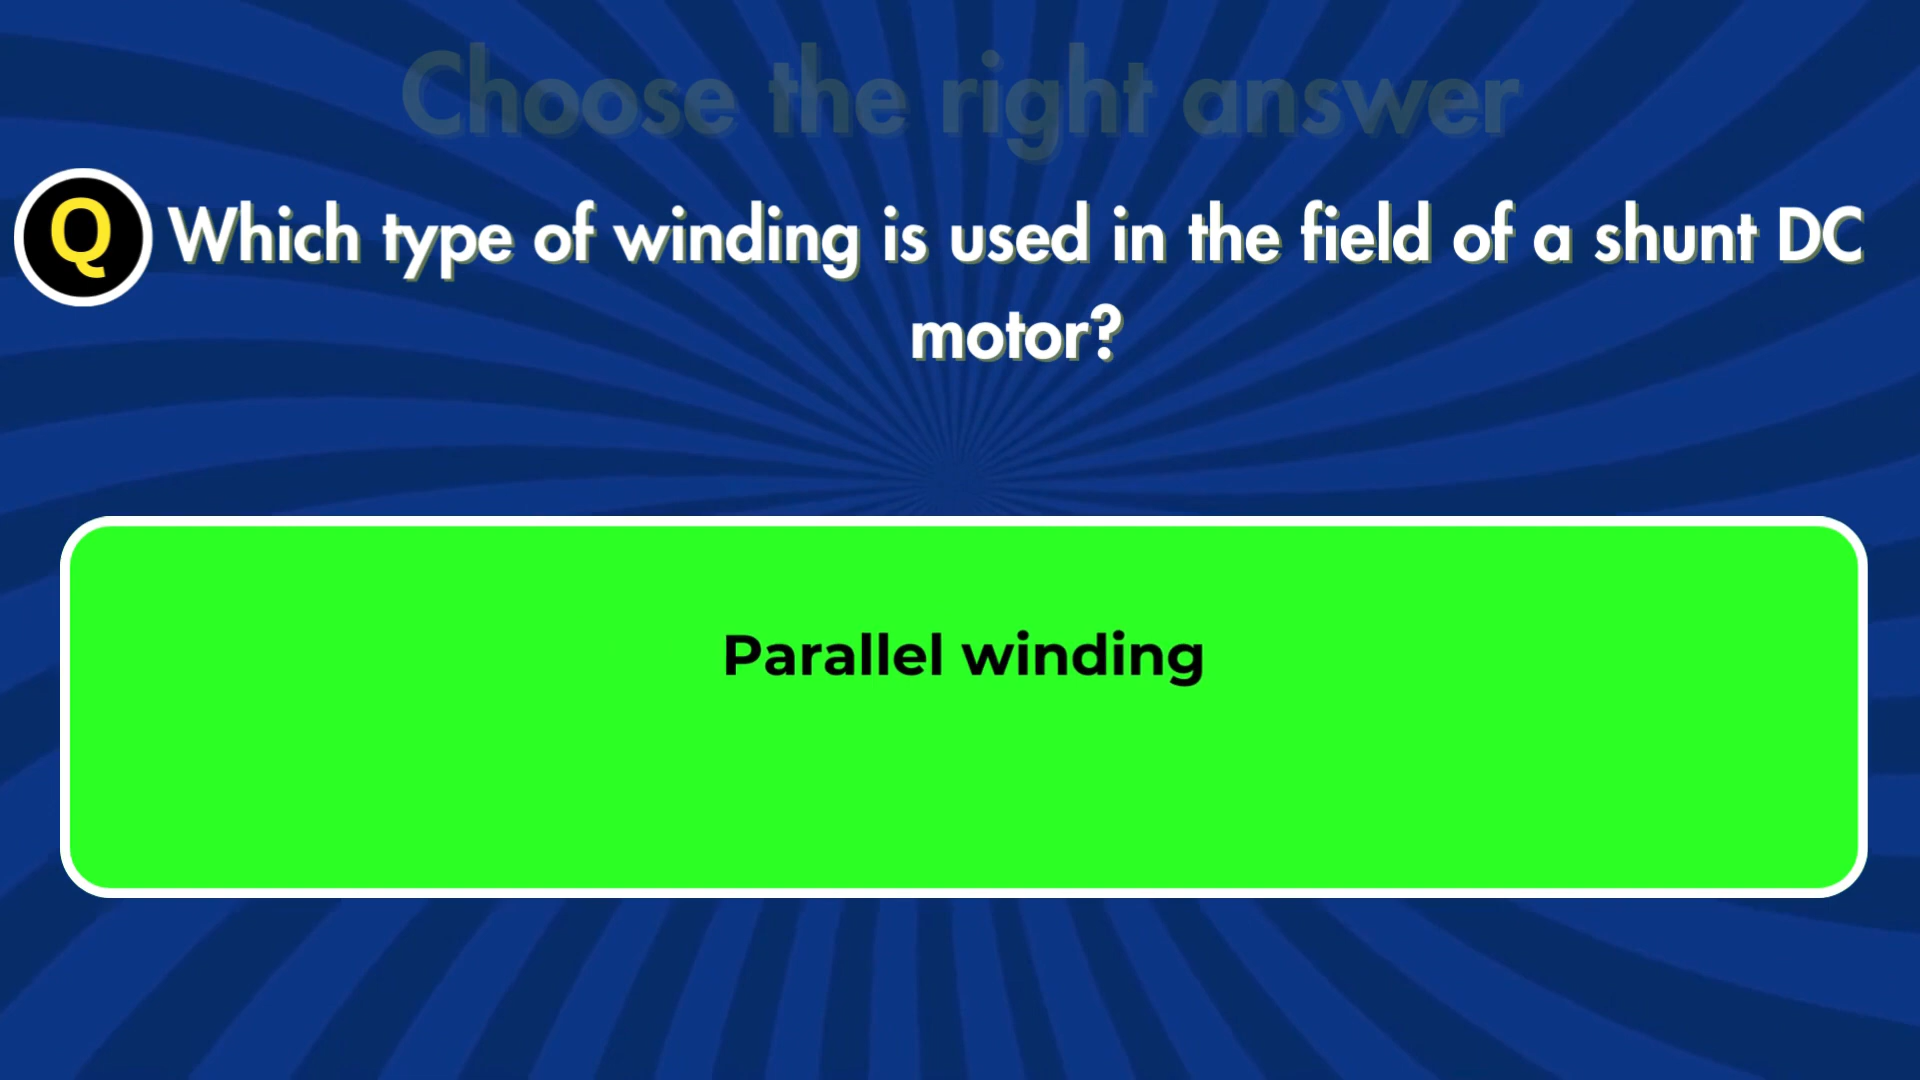 Choose the right answer
Q
Which type of winding is used in the field of a shunt DC
motor?
Parallel winding